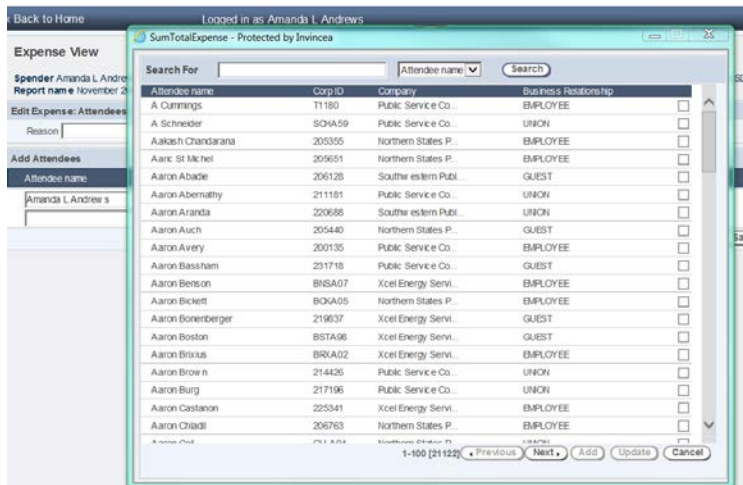 Back to Home
Logged in as Amanda L Andrews
SumTotalExpense - Protected by Invincea
Expense View
Spender Amanda L Andre
Report name November 2
Edit Expense: Attendees
Reason
Add Attendees
Attendee name
Amanda L Andrews
Search For
Attendee name
Search
Attendee name Corp ID Company Business Relationship
A Cummings T1180 Public Service Co... EMPLOYEE
A Schneider SCHA59 Public Service Co... UNION
Aakash Chandarana 205355 Northern States P... EMPLOYEE
Aaric St Michel 205651 Northern States P... EMPLOYEE
Aaron Abadie 206128 Southwestern Publ... GUEST
Aaron Abernathy 211181 Public Service Co... UNION
Aaron Aranda 220688 Southwestern Publ... UNION
Aaron Auch 205440 Northern States P... GUEST
Aaron Avery 200135 Public Service Co... EMPLOYEE
Aaron Bassham 231718 Public Service Co... GUEST
Aaron Benson BNSA07 Xcel Energy Servi... EMPLOYEE
Aaron Bickett BCKA05 Northern States P... EMPLOYEE
Aaron Bonenberger 219837 Xcel Energy Servi... GUEST
Aaron Boston BSTA98 Xcel Energy Servi... GUEST
Aaron Brixius BRXA02 Xcel Energy Servi... EMPLOYEE
Aaron Brown 214426 Public Service Co... UNION
Aaron Burg 217196 Public Service Co... UNION
Aaron Castanon 225341 Xcel Energy Servi... EMPLOYEE
Aaron Chladil 206763 Northern States P... EMPLOYEE
1-100 [21122] Previous Next Add Update Cancel